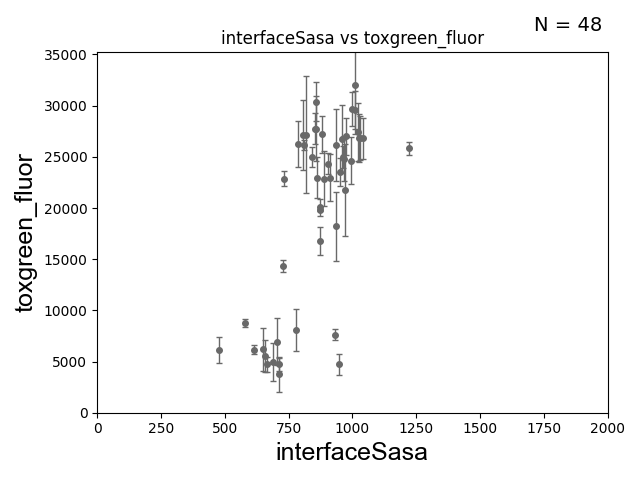 N = 48
interfaceSasa vs toxgreen_fluor
35000
30000
25000
20000
15000
10000
5000
0
toxgreen_fluor
0 250 500 750 1000 1250 1500 1750 2000
interfaceSasa